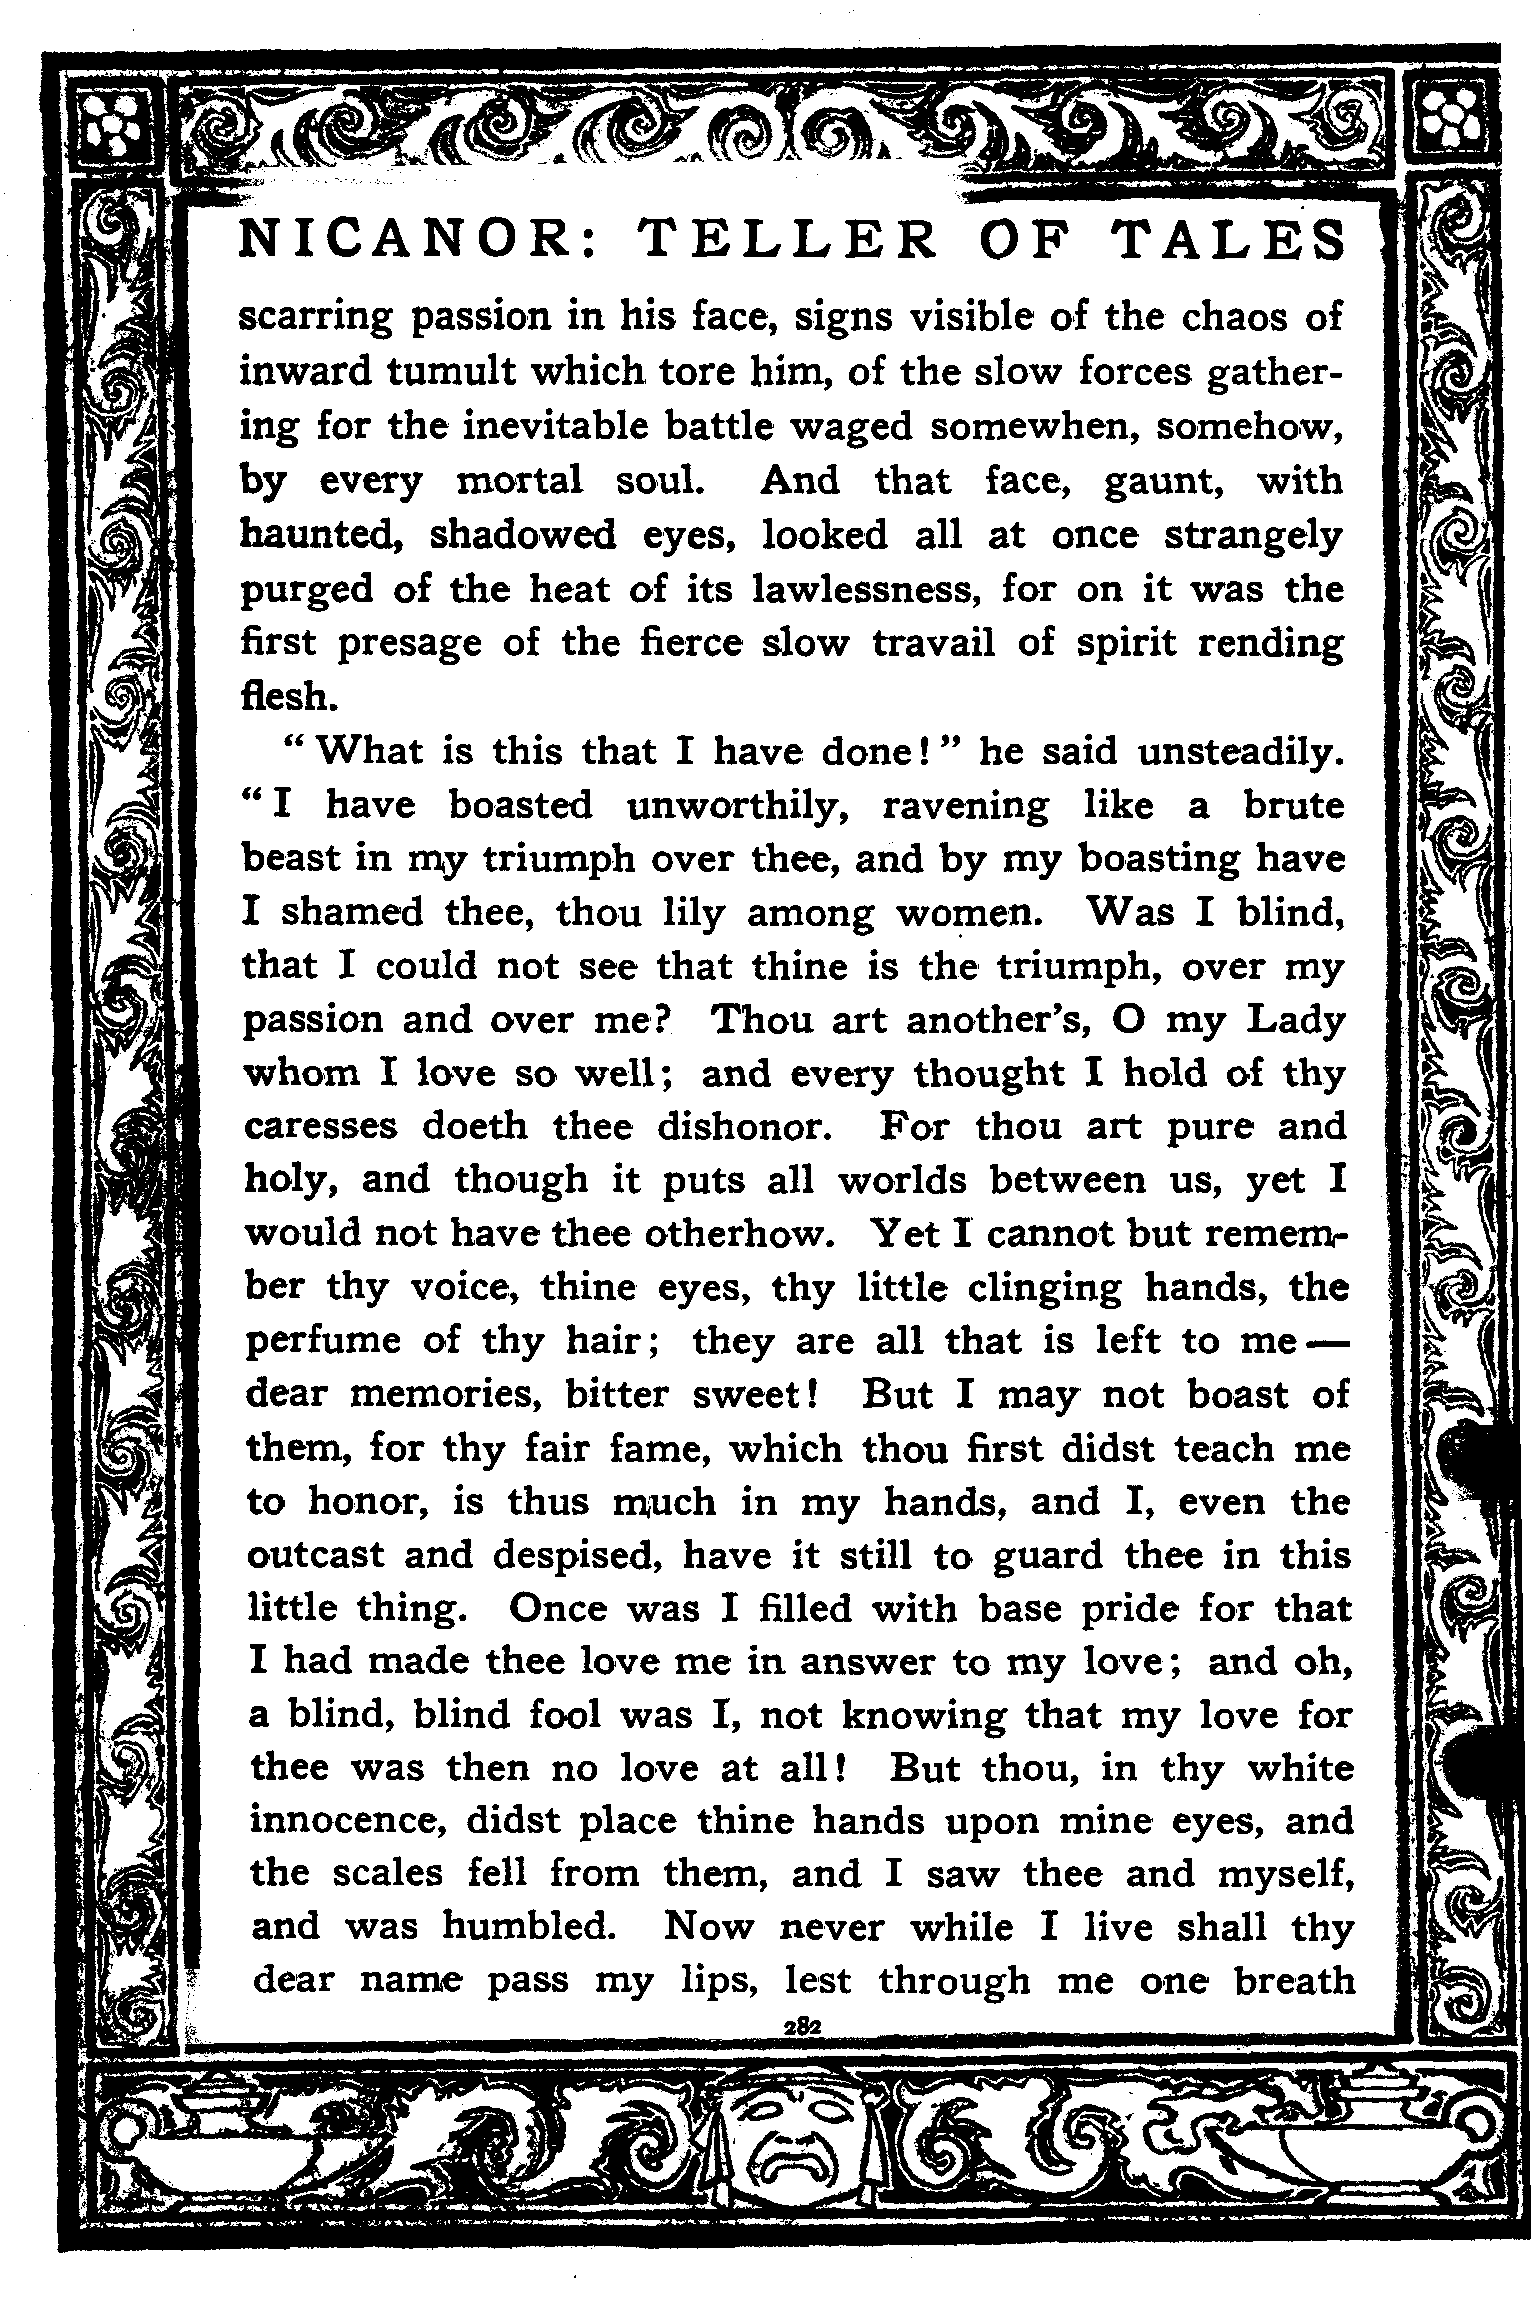 NICANOR: TELLER OF TALES
scarring passion in his face, signs visible of the chaos of
inward tumult which tore him, of the slow forces gather-
ing for the inevitable battle waged somewhen, somehow,
by every mortal soul. And that face, gaunt, with
haunted, shadowed eyes, looked all at once strangely
purged of the heat of its lawlessness, for on it was the
first presage of the fierce slow travail of spirit rending
flesh.
“What is this that I have done!” he said unsteadily.
“I have boasted unworthily, ravening like a brute
beast in my triumph over thee, and by my boasting have
I shamed thee, thou lily among women. Was I blind,
that I could not see that thine is the triumph, over my
passion and over me? Thou art another’s, O my Lady
whom I love so well; and every thought I hold of thy
caresses doeth thee dishonor. For thou art pure and
holy, and though it puts all worlds between us, yet I
would not have thee otherhow. Yet I cannot but remem-
ber thy voice, thine eyes, thy little clinging hands, the
perfume of thy hair; they are all that is left to me—
dear memories, bitter sweet! But I may not boast of
them, for thy fair fame, which thou first didst teach me
to honor, is thus much in my hands, and I, even the
outcast and despised, have it still to guard thee in this
little thing. Once was I filled with base pride for that
I had made thee love me in answer to my love; and oh,
a blind, blind fool was I, not knowing that my love for
thee was then no love at all! But thou, in thy white
innocence, didst place thine hands upon mine eyes, and
the scales fell from them, and I saw thee and myself,
and was humbled. Now never while I live shall thy
dear name pass my lips, lest through me one breath
282